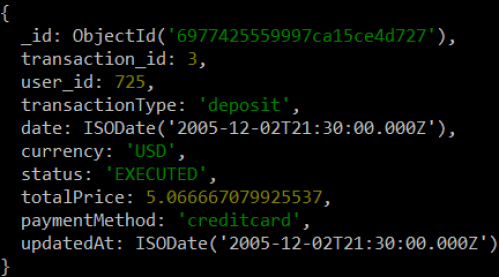 {
  _id: ObjectId('6977425559997ca15ce4d727'),
  transaction_id: 3,
  user_id: 725,
  transactionType: 'deposit',
  date: ISODate('2005-12-02T21:30:00.000Z'),
  currency: 'USD',
  status: 'EXECUTED',
  totalPrice: 5.066667079925537,
  paymentMethod: 'creditcard',
  updatedAt: ISODate('2005-12-02T21:30:00.000Z')
}